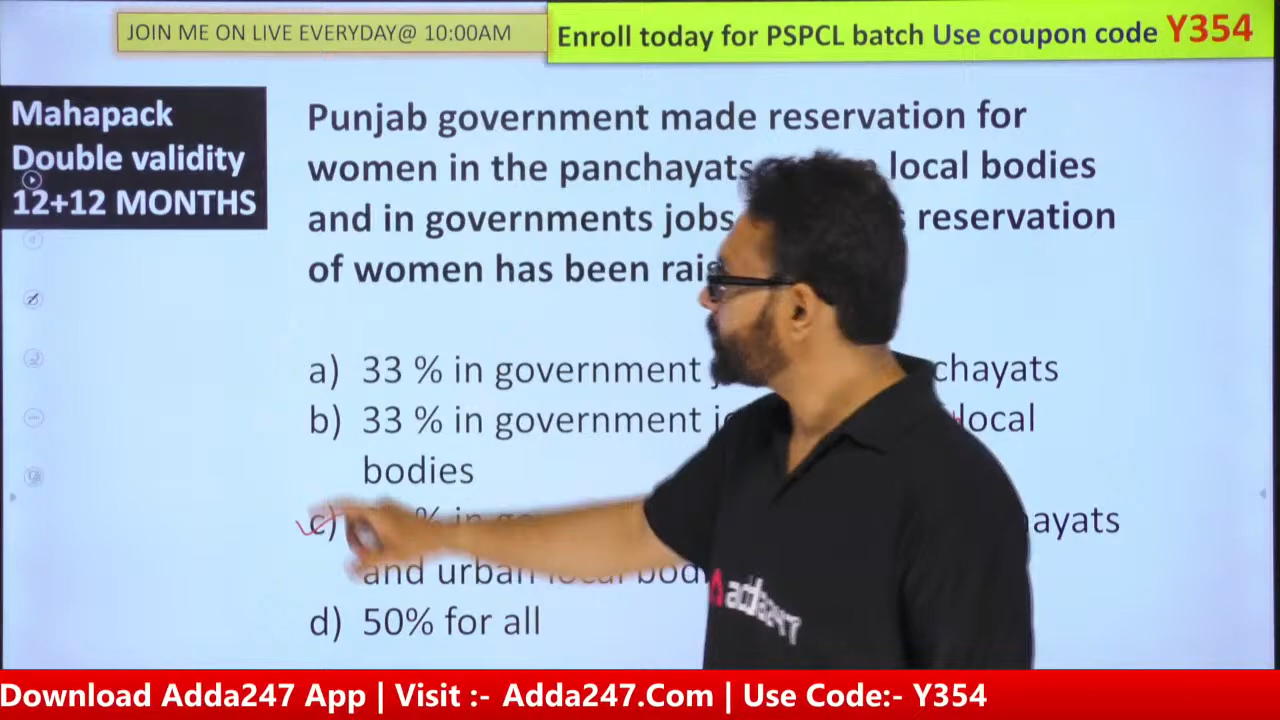 JOIN ME ON LIVE EVERYDAY@ 10:00AM
Enroll today for PSPCL batch Use coupon code Y354
Mahapack
Double validity
12+12 MONTHS
Punjab government made reservation for
women in the panchayats local bodies
and in governments jobs reservation
of women has been
a) 33 % in government chayats
b) 33 % in government local
bodies
c) % in ayats
and urban local
d) 50% for all
adda247
Download Adda247 App | Visit :- Adda247.Com | Use Code:- Y354